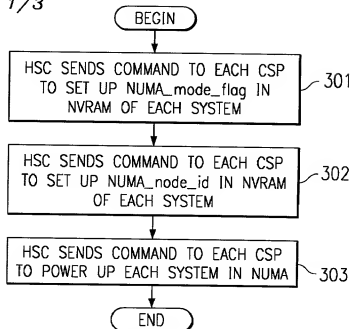 1/3
BEGIN
HSC SENDS COMMAND TO EACH CSP
TO SET UP NUMA_mode_flag IN
NVRAM OF EACH SYSTEM
301
HSC SENDS COMMAND TO EACH CSP
TO SET UP NUMA_node_id IN NVRAM
OF EACH SYSTEM
302
HSC SENDS COMMAND TO EACH CSP
TO POWER UP EACH SYSTEM IN NUMA
303
END